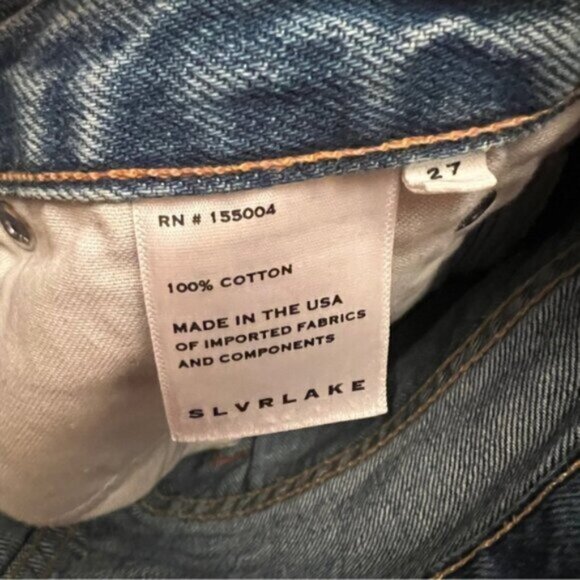 27
RN # 155004
100% COTTON
MADE IN THE USA
OF IMPORTED FABRICS
AND COMPONENTS
SLVRLAKE